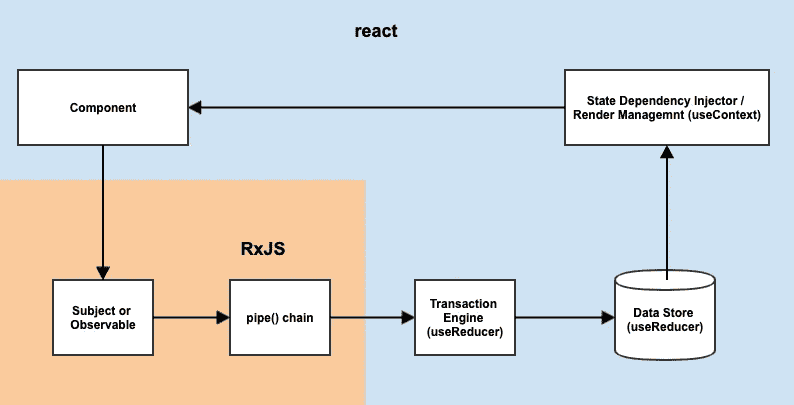 react
Component
State Dependency Injector /
Render Managemnt (useContext)
RxJS
Subject or
Observable
pipe() chain
Transaction
Engine
(useReducer)
Data Store
(useReducer)